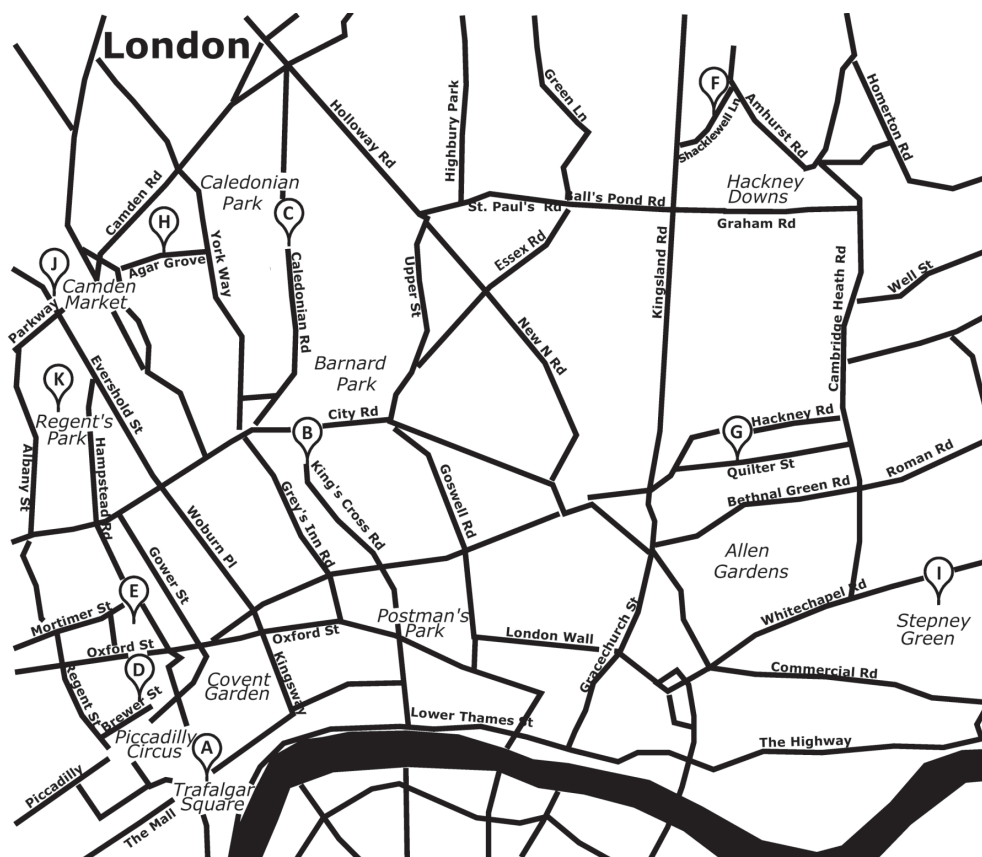 London
F
Green Ln
Highbury Park
Holloway Rd
Shacklewell Ln
Amhurst Rd
Homerton Rd
Camden Rd
Caledonian
Park
Hackney
Downs
C
H
St. Paul's Rd
Ball's Pond Rd
Graham Rd
Agar Grove
York Way
Caledonian Rd
Upper St
Essex Rd
Kingsland Rd
Cambridge Heath Rd
Well St
J
Camden
Market
Parkway
Evershold St
New N Rd
Barnard
Park
K
Regent's
Park
City Rd
B
Hackney Rd
G
Quilter St
Roman Rd
Bethnal Green Rd
Albany St
Hampstead Rd
King's Cross Rd
Grey's Inn Rd
Goswell Rd
Woburn Pl
Gower St
Allen
Gardens
I
E
Whitechapel Rd
Stepney
Green
Mortimer St
Postman's
Park
Oxford St
Oxford St
London Wall
Gracechurch St
Commercial Rd
D
Regent St
Brewer St
Covent
Garden
Kingsway
Lower Thames St
The Highway
Piccadilly
Circus
A
Piccadilly
Trafalgar
Square
The Mall